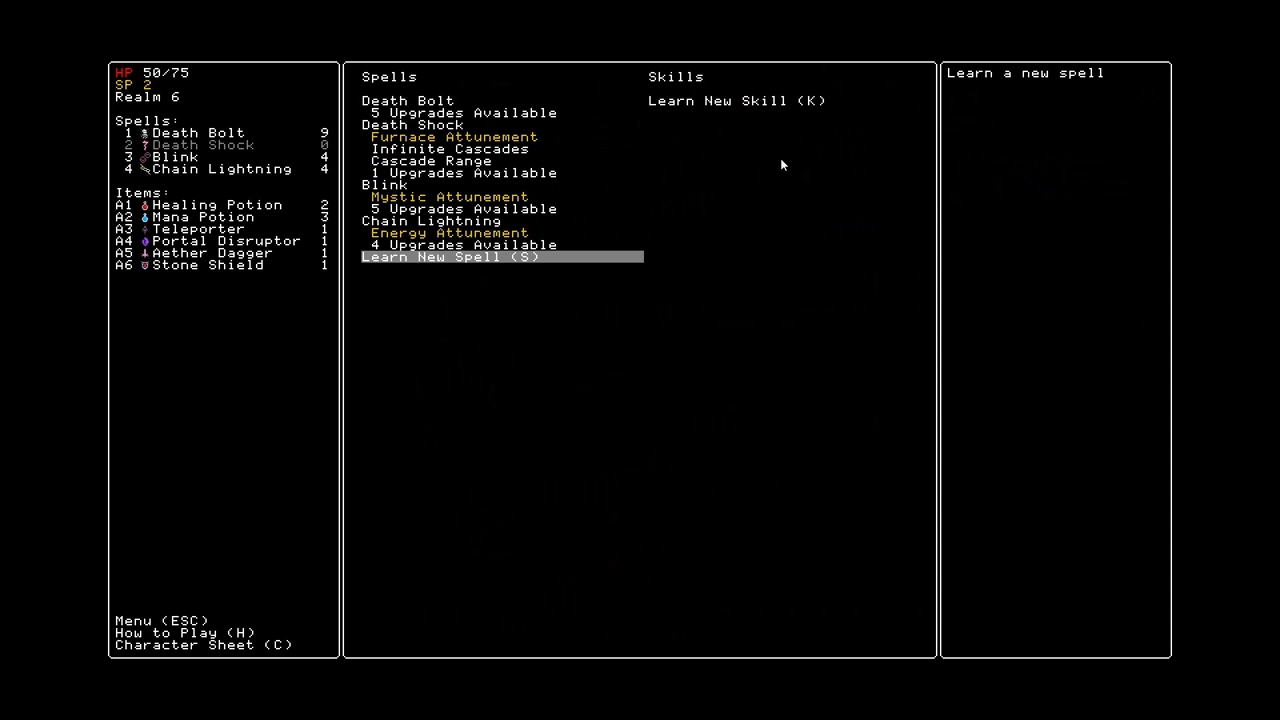 HP 50/75
SP 2
Realm 6
Spells:
1 Death Bolt 9
2 Death Shock 0
3 Blink 4
4 Chain Lightning 4
Items:
A1 Healing Potion 2
A2 Mana Potion 3
A3 Teleporter 1
A4 Portal Disruptor 1
A5 Aether Dagger 1
A6 Stone Shield 1
Menu (ESC)
How to Play (H)
Character Sheet (C)
Spells
Death Bolt
5 Upgrades Available
Death Shock
Furnace Attunement
Infinite Cascades
Cascade Range
1 Upgrades Available
Blink
Mystic Attunement
5 Upgrades Available
Chain Lightning
Energy Attunement
4 Upgrades Available
Learn New Spell (S)
Skills
Learn New Skill (K)
Learn a new spell